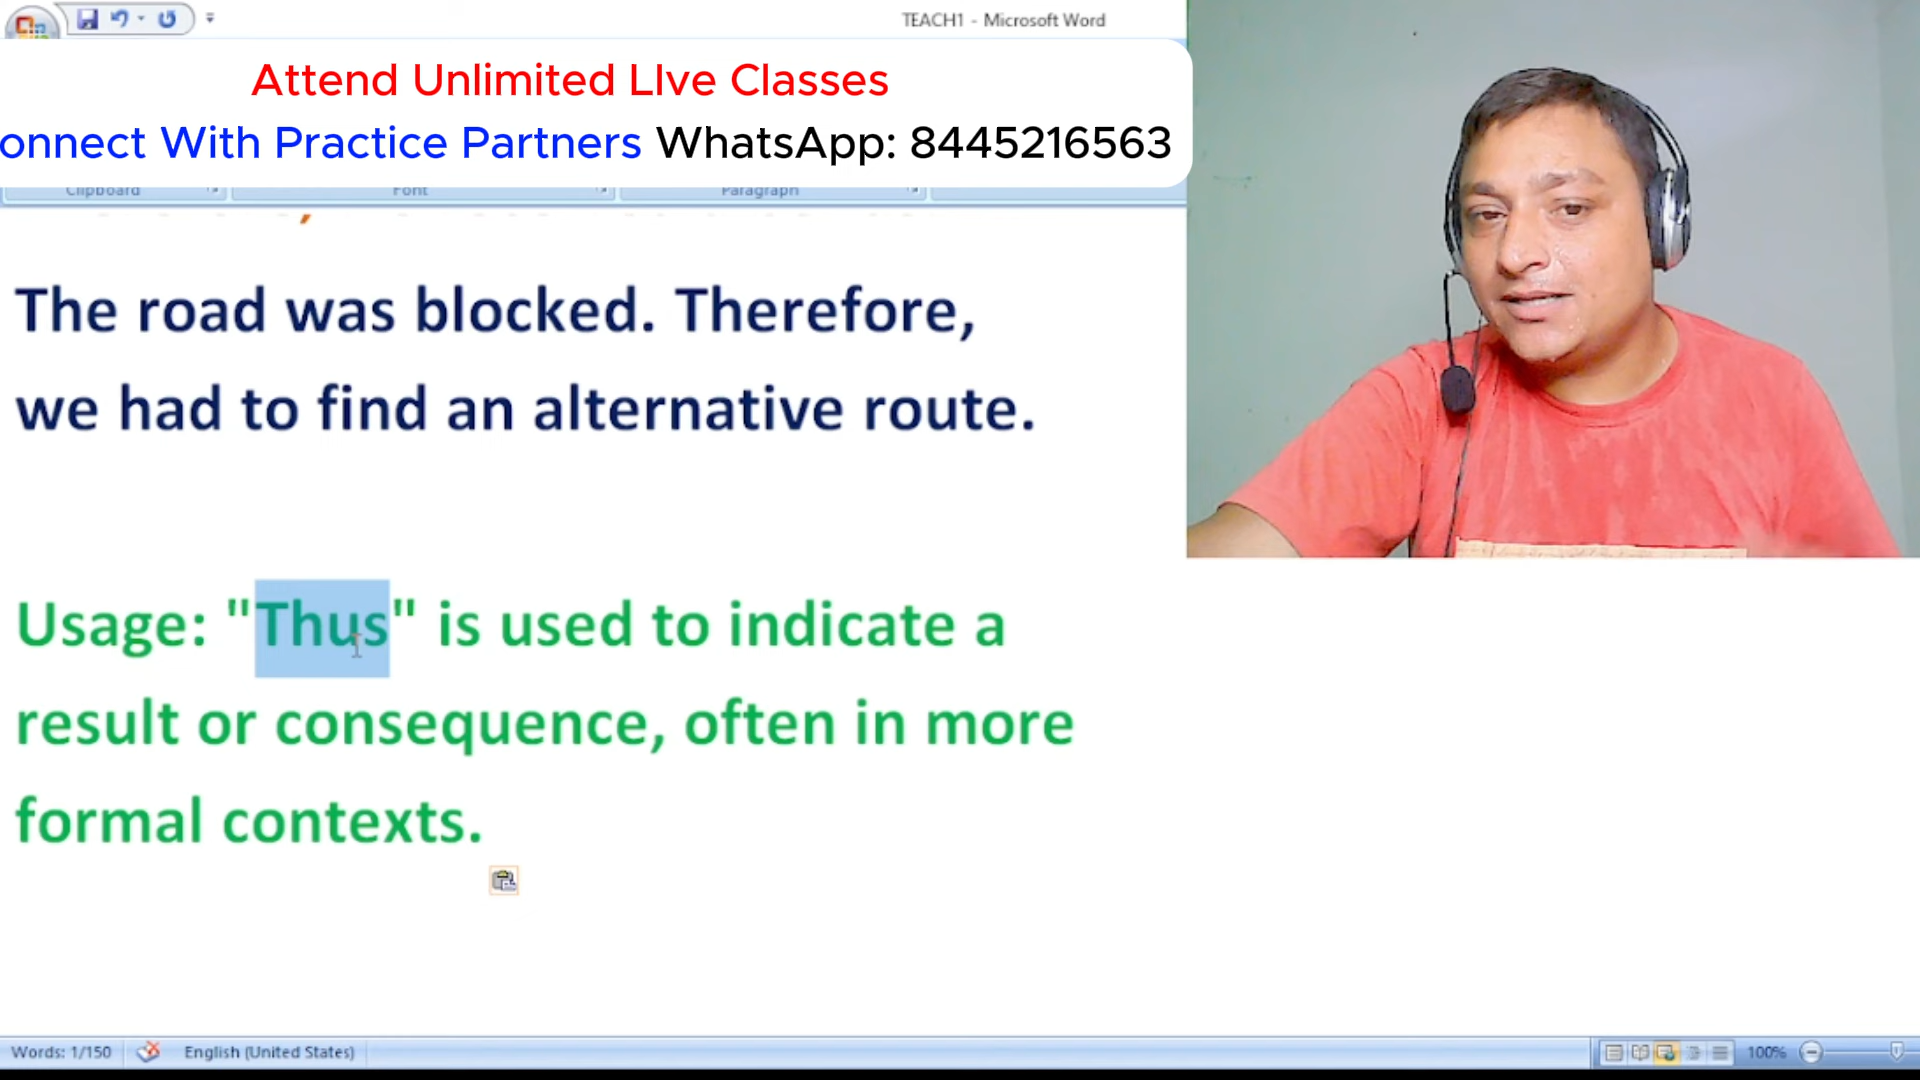 TEACH1 - Microsoft Word
Attend Unlimited LIve Classes
onnect With Practice Partners WhatsApp: 8445216563
Clipboard Font Paragraph
The road was blocked. Therefore,
we had to find an alternative route.
Usage: "Thus" is used to indicate a
result or consequence, often in more
formal contexts.
Words: 1/150 English (United States) 100%